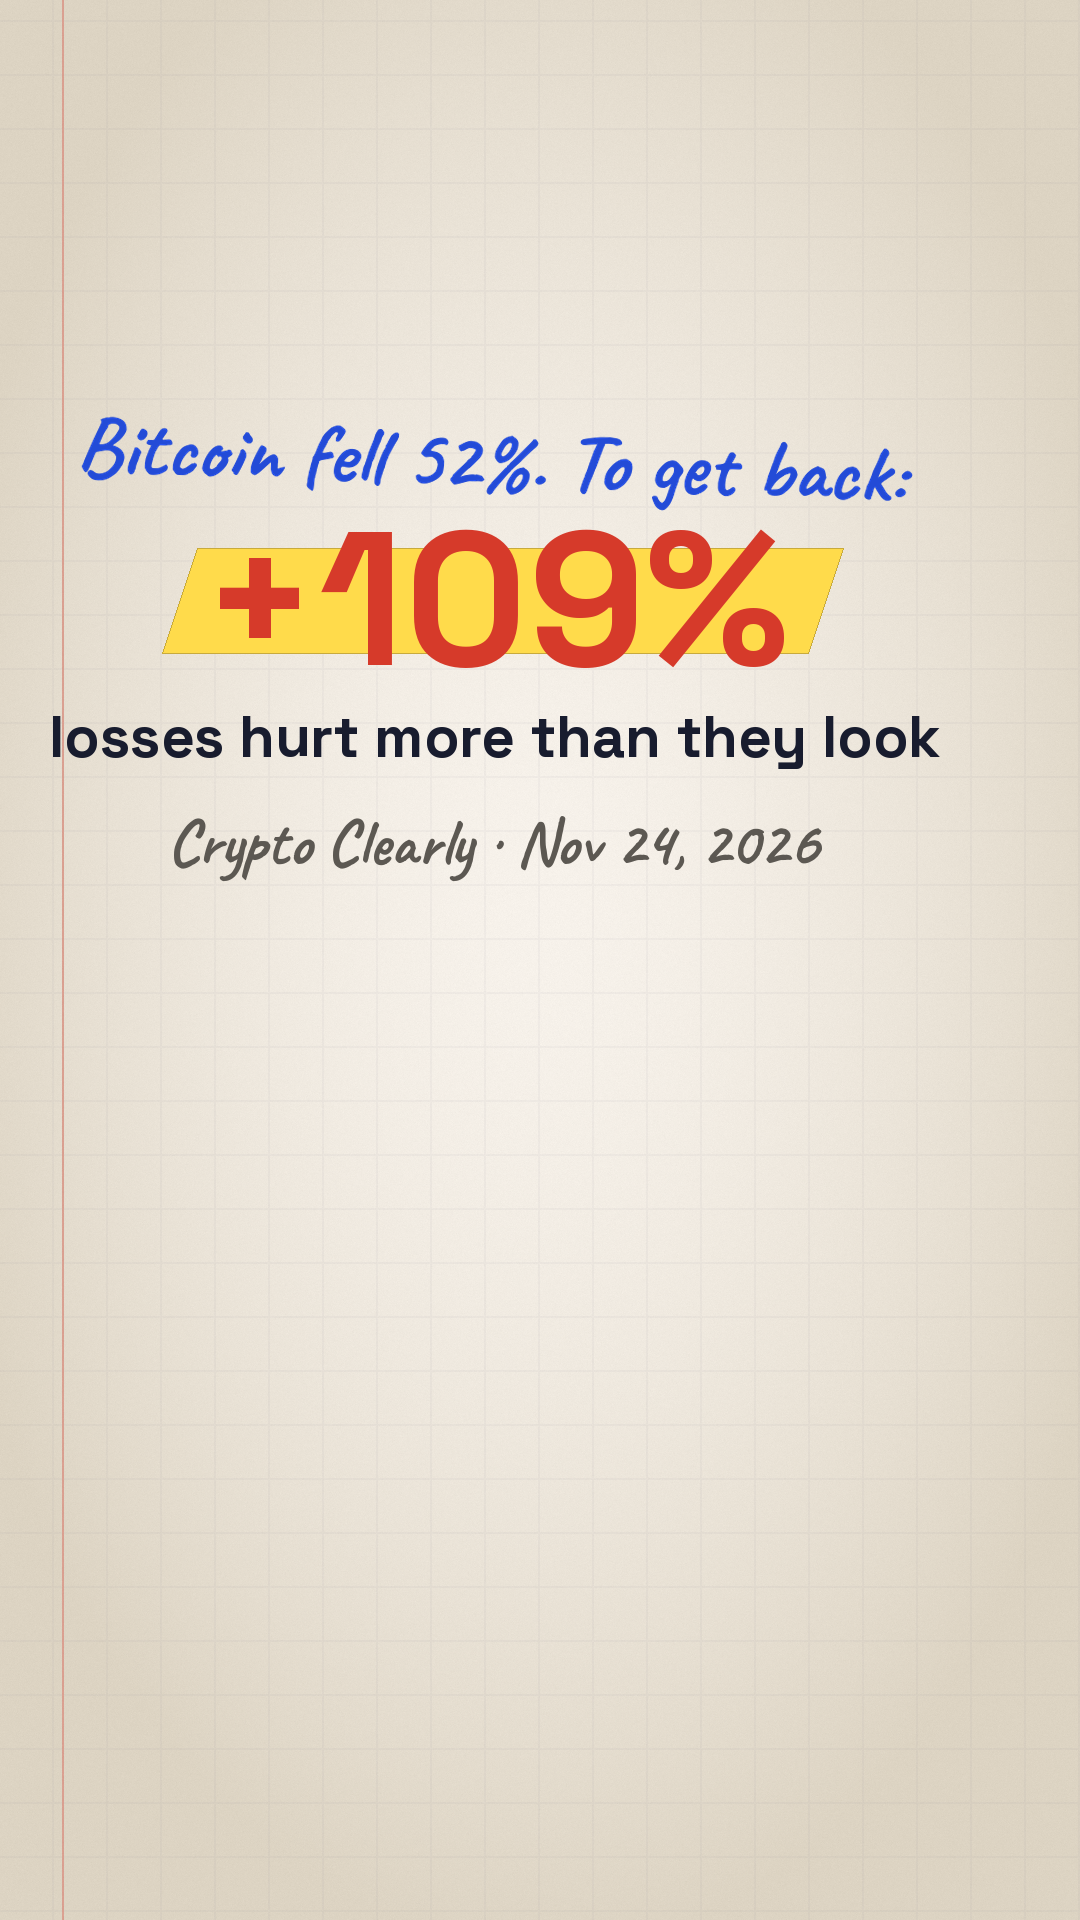 Bitcoin fell 52%. To get back:
+109%
losses hurt more than they look
Crypto Clearly · Nov 24, 2026